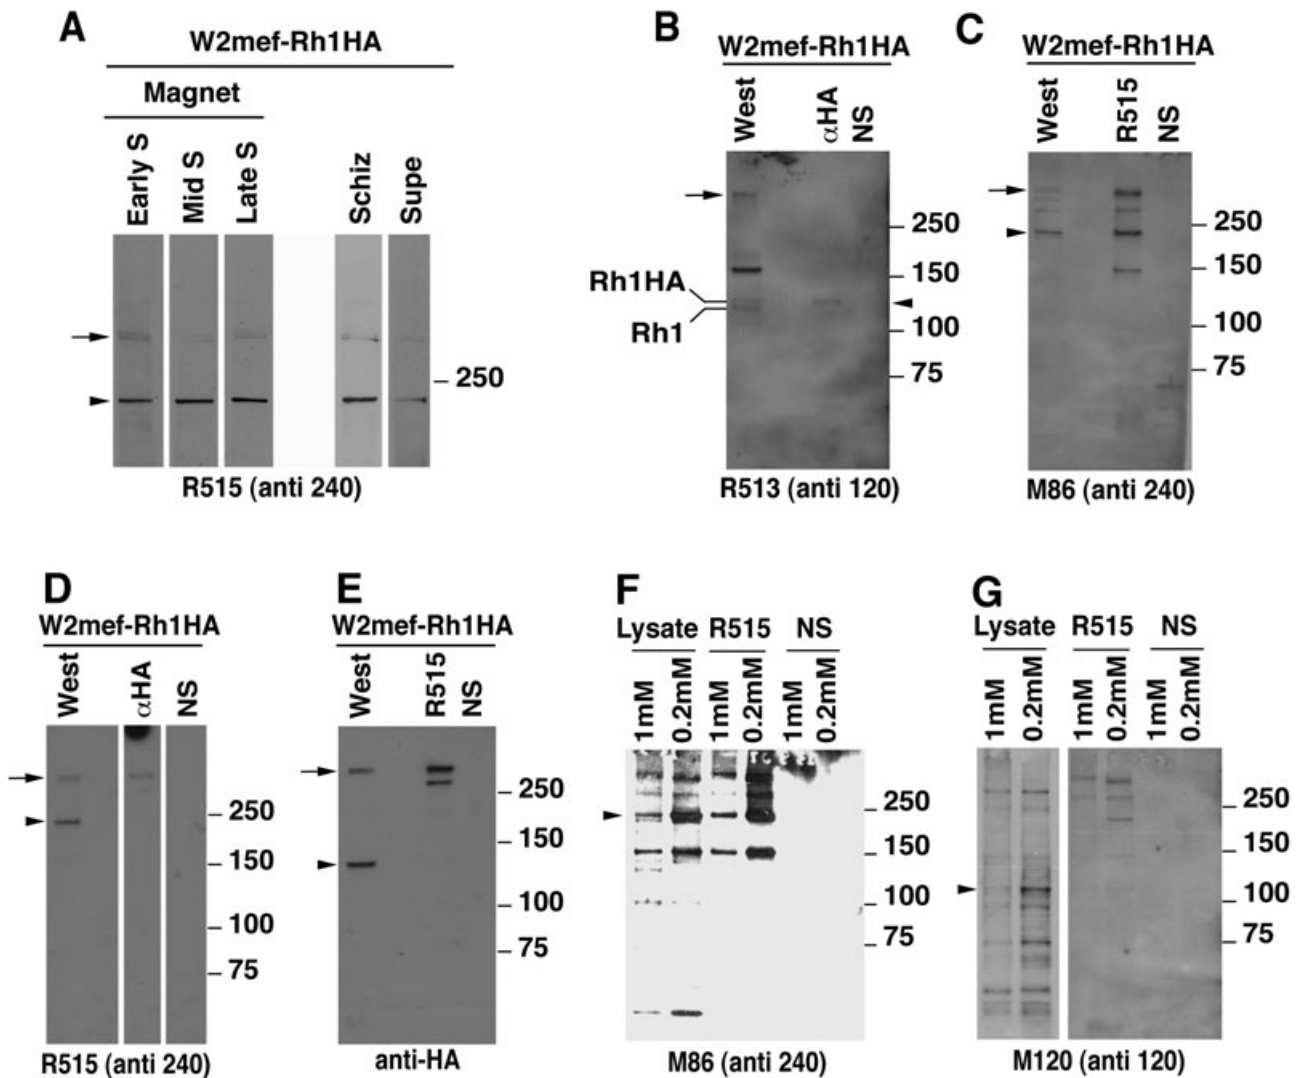 A
W2mef-Rh1HA
Magnet
Early S
Mid S
Late S
Schiz
Supe
250
R515 (anti 240)
B
W2mef-Rh1HA
West
αHA
NS
250
150
100
75
Rh1HA
Rh1
R513 (anti 120)
C
W2mef-Rh1HA
West
R515
NS
250
150
100
75
M86 (anti 240)
D
W2mef-Rh1HA
West
αHA
NS
250
150
100
75
R515 (anti 240)
E
W2mef-Rh1HA
West
R515
NS
250
150
100
75
anti-HA
F
Lysate R515 NS
1mM 0.2mM 1mM 0.2mM 1mM 0.2mM
250
150
100
75
M86 (anti 240)
G
Lysate R515 NS
1mM 0.2mM 1mM 0.2mM 1mM 0.2mM
250
150
100
75
M120 (anti 120)